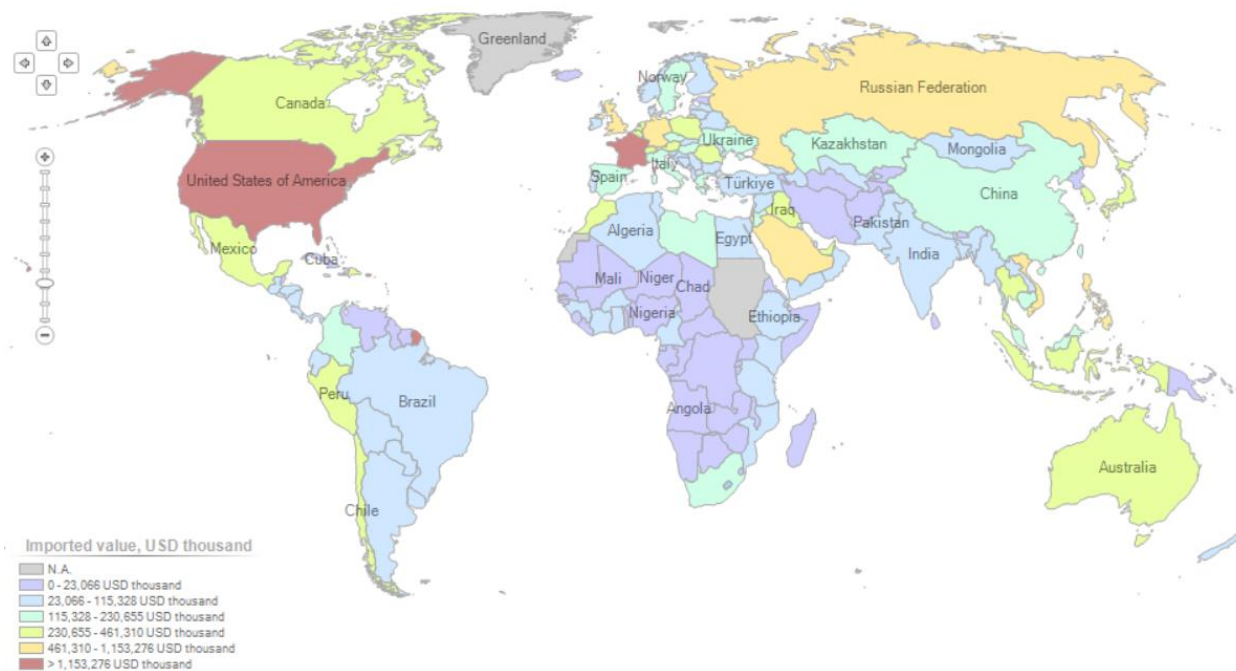 Greenland
Norway
Russian Federation
Canada
Ukraine
Kazakhstan
Mongolia
United States of America
Italy
Spain
Türkiye
China
Iraq
Mexico
Algeria
Egypt
Pakistan
India
Cuba
Mali
Niger
Chad
Nigeria
Ethiopia
Peru
Brazil
Angola
Australia
Chile
Imported value, USD thousand
N.A.
0 - 23,066 USD thousand
23,066 - 115,328 USD thousand
115,328 - 230,655 USD thousand
230,655 - 461,310 USD thousand
461,310 - 1,153,276 USD thousand
> 1,153,276 USD thousand